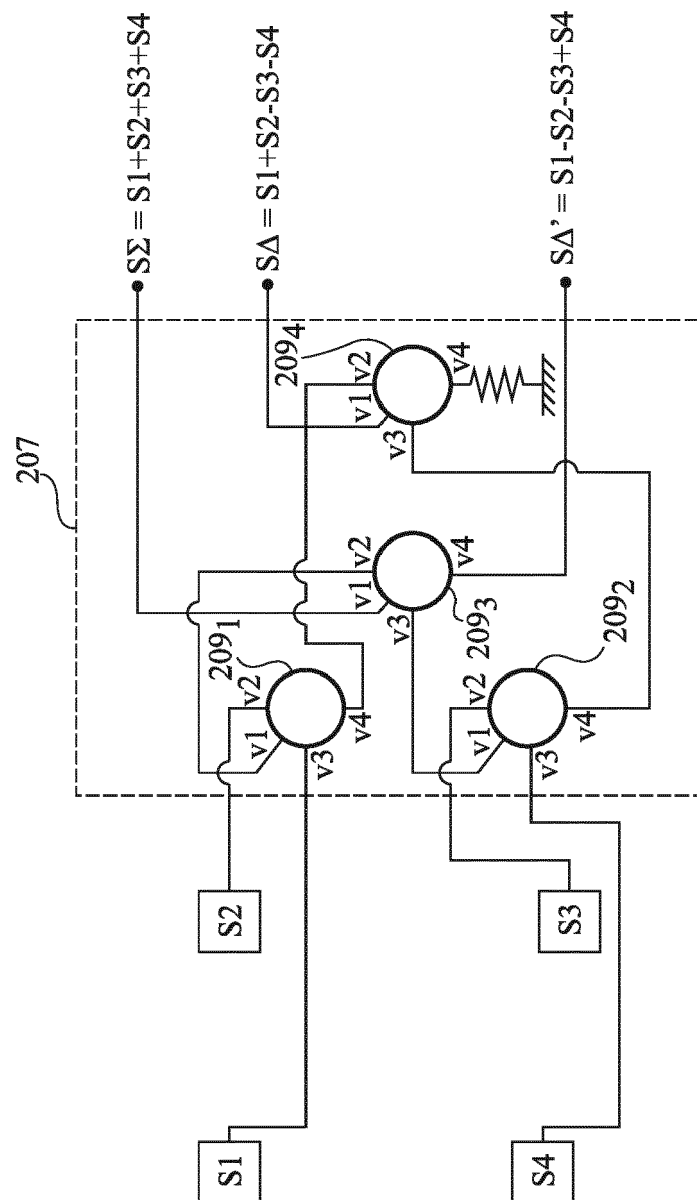 207
SΣ = S1+S2+S3+S4
S1
S2
v1
v2
2091
v3
v4
SΔ = S1+S2-S3-S4
v1
v2
2094
v3
v4
v1
v2
v3
v4
2093
S4
S3
v1
v2
v3
v4
2092
SΔ' = S1-S2-S3+S4